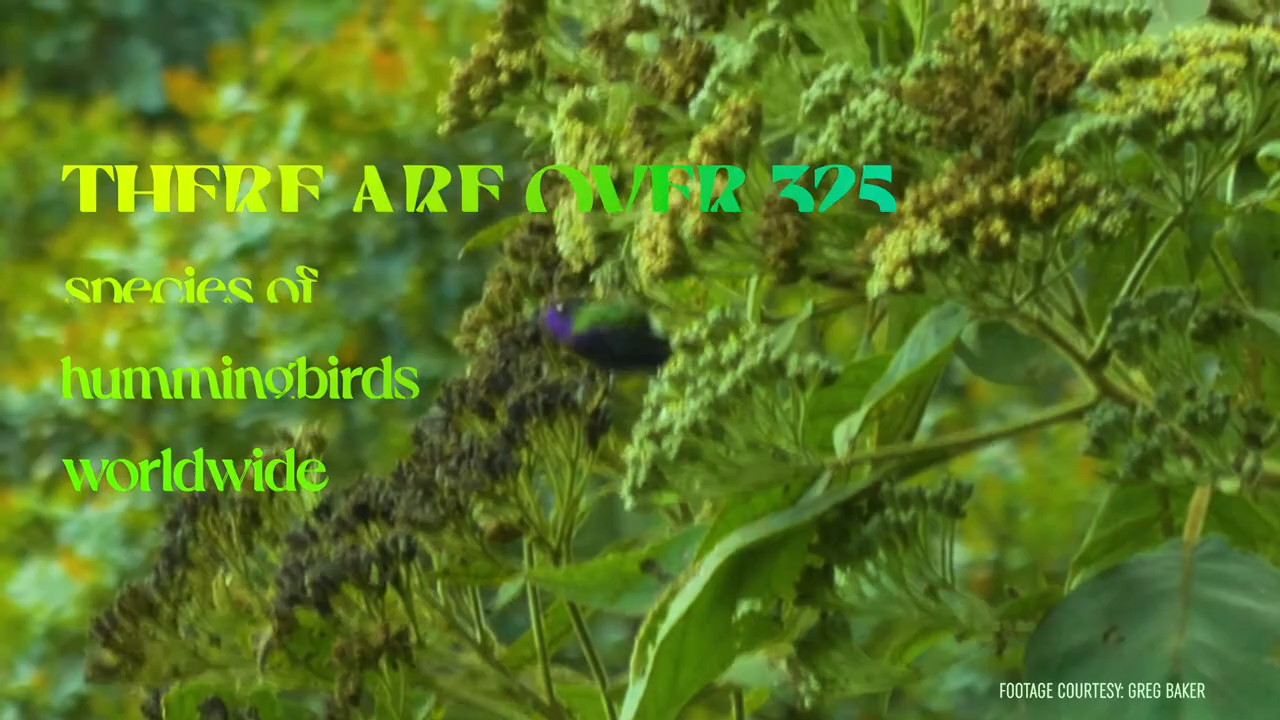 THERE ARE OVER 325
species of
hummingbirds
worldwide
FOOTAGE COURTESY: GREG BAKER